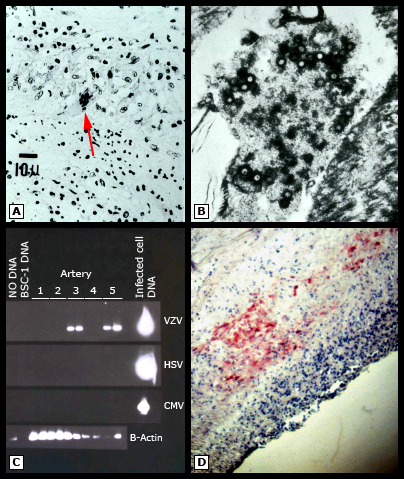 10μ
A
B
NO DNA
BSC-1 DNA
Artery
1 2 3 4 5
Infected cell
DNA
VZV
HSV
CMV
B-Actin
C
D